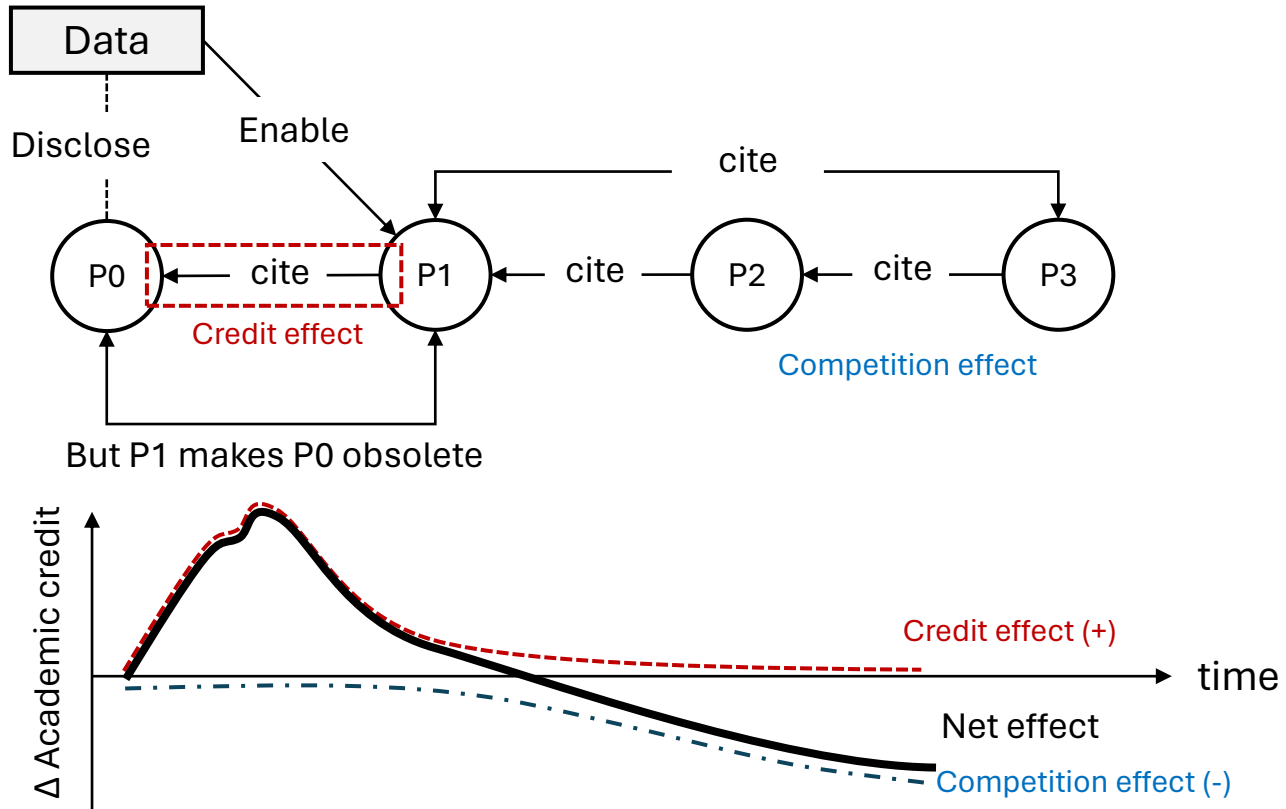 Data
Enable
Disclose
cite
P0
cite
P1
cite
P2
cite
P3
Credit effect
Competition effect
But P1 makes P0 obsolete
Δ Academic credit
Credit effect (+)
time
Net effect
Competition effect (-)